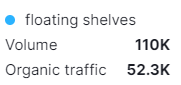 floating shelves
Volume 110K
Organic traffic 52.3K